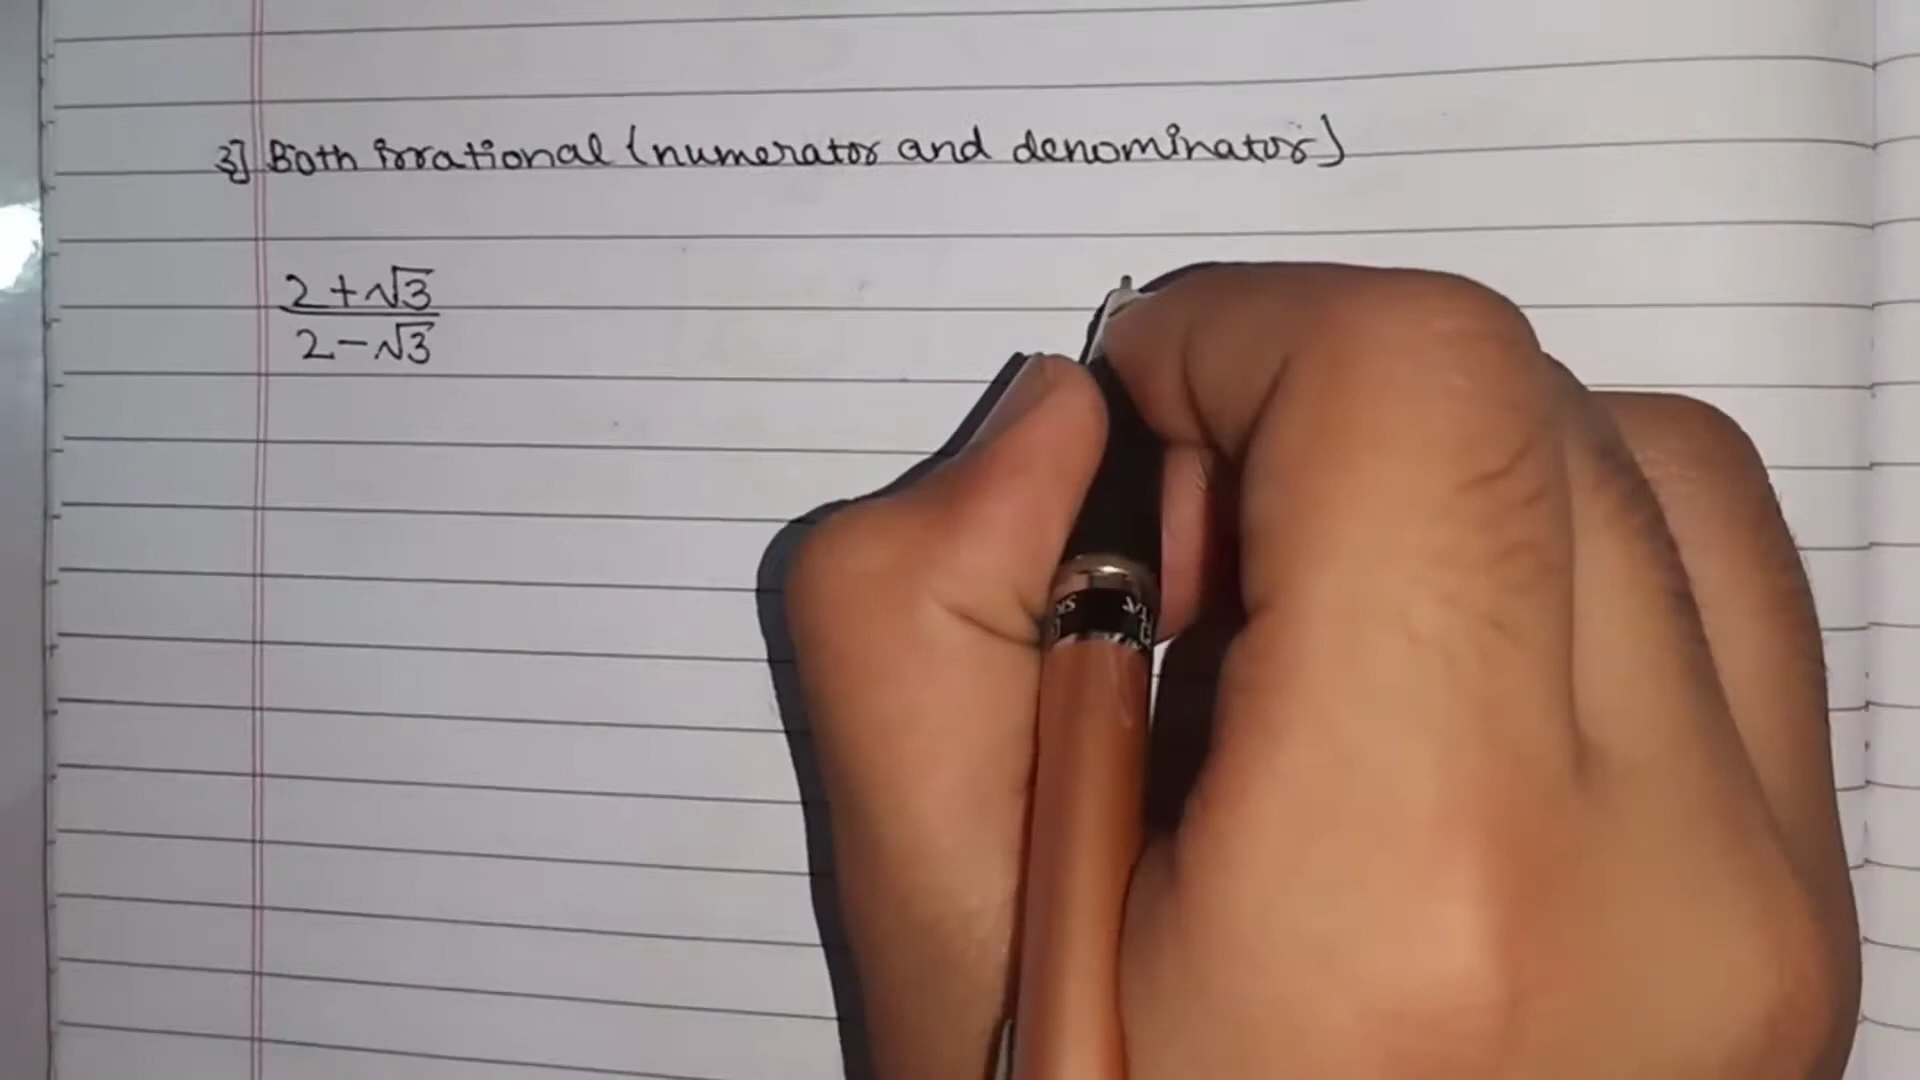 3] Both irrational (numerator and denominator)
2+√3
2-√3